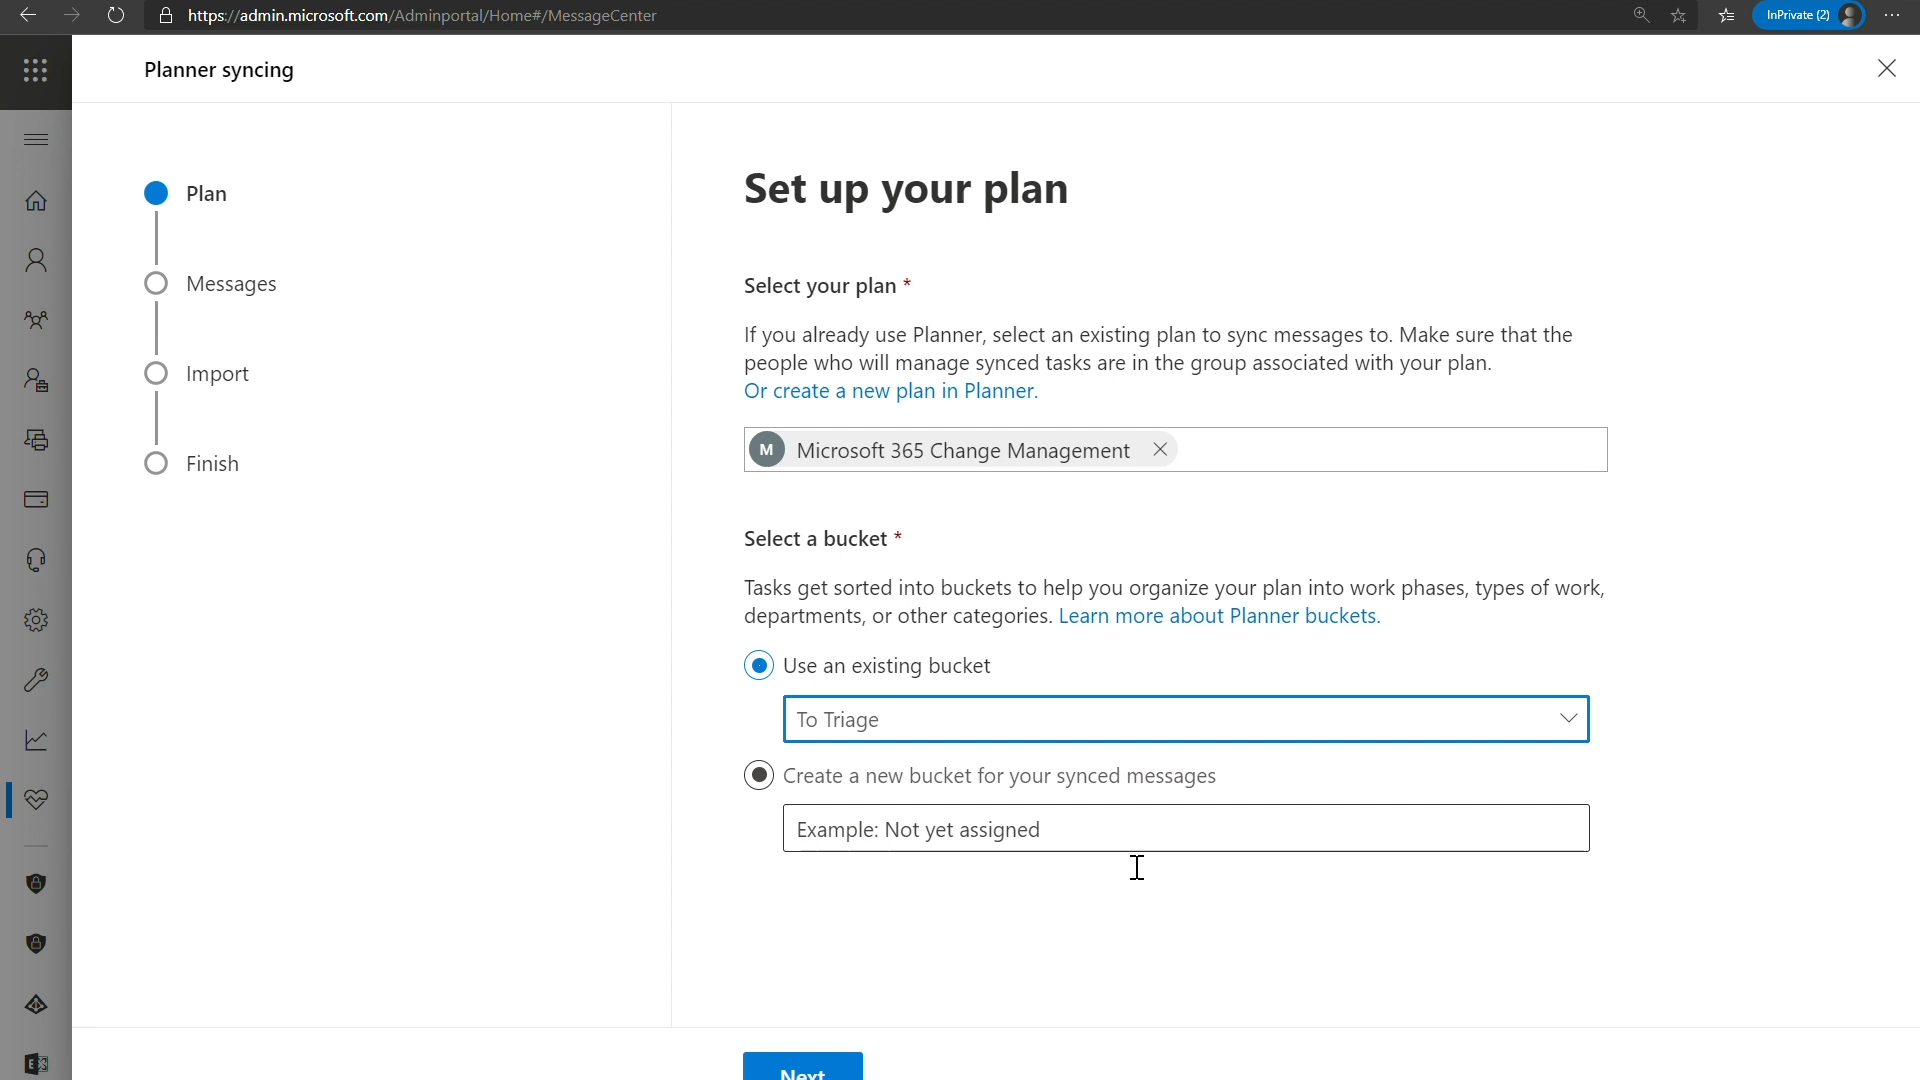 https://admin.microsoft.com/Adminportal/Home#/MessageCenter
InPrivate (2)
Planner syncing
Plan
Messages
Import
Finish
Set up your plan
Select your plan *
If you already use Planner, select an existing plan to sync messages to. Make sure that the
people who will manage synced tasks are in the group associated with your plan.
Or create a new plan in Planner.
M Microsoft 365 Change Management
Select a bucket *
Tasks get sorted into buckets to help you organize your plan into work phases, types of work,
departments, or other categories. Learn more about Planner buckets.
Use an existing bucket
To Triage
Create a new bucket for your synced messages
Example: Not yet assigned
Next